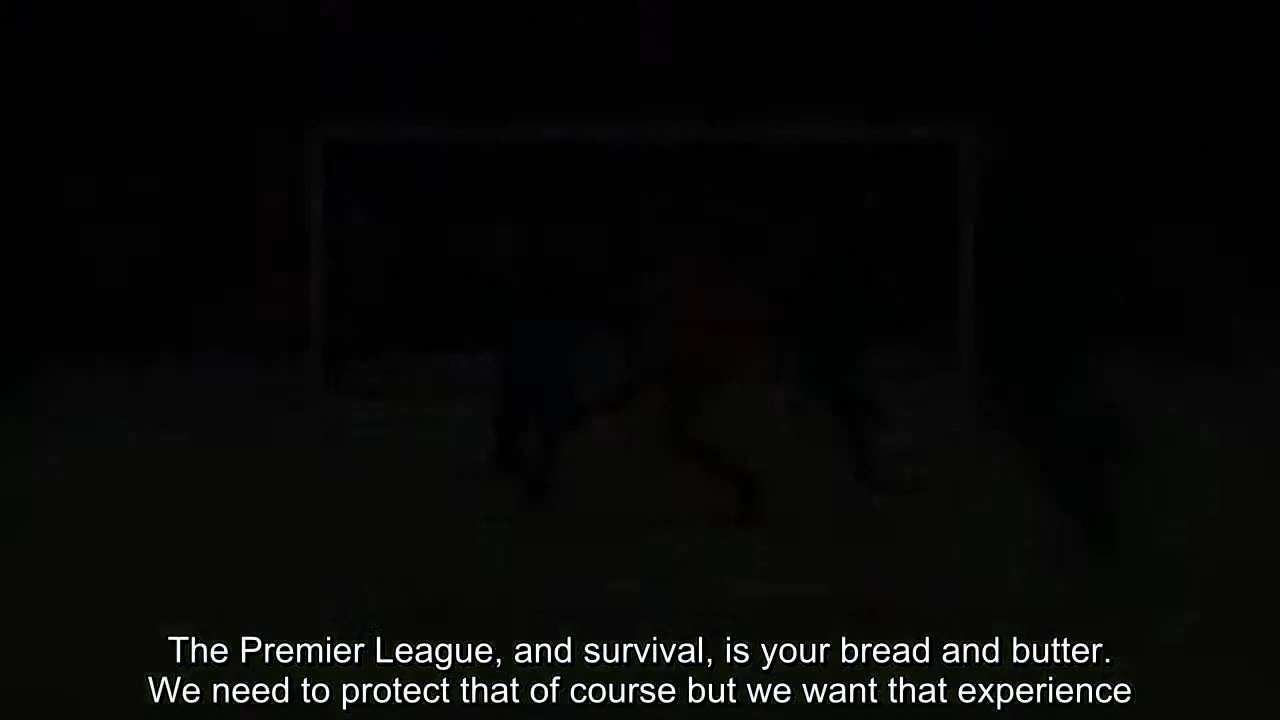 The Premier League, and survival, is your bread and butter.
We need to protect that of course but we want that experience